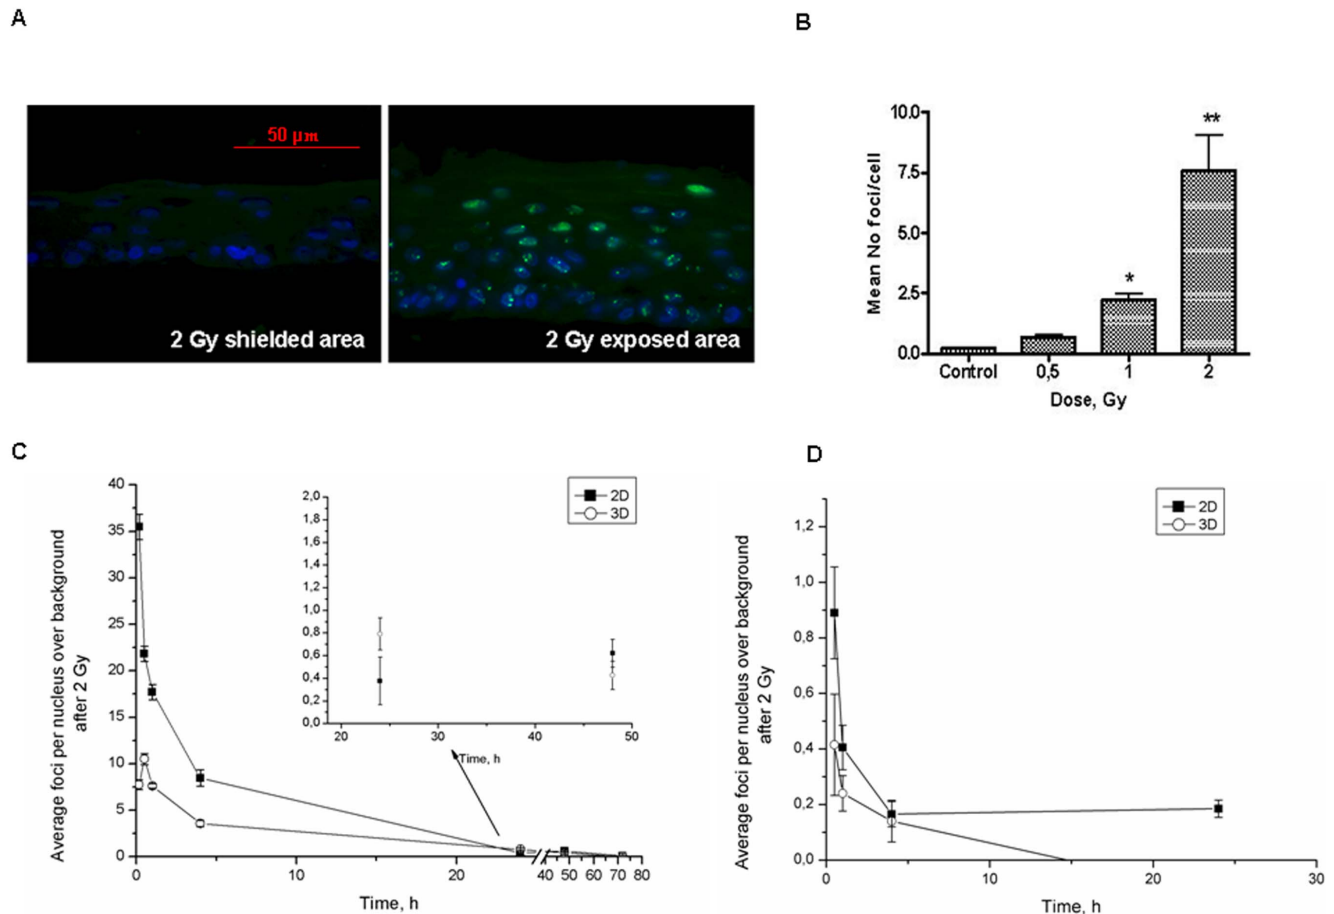 A
50 µm
2 Gy shielded area
2 Gy exposed area
B
10.0
7.5
5.0
2.5
0.0
Mean No foci/cell
*
**
Control 0,5 1 2
Dose, Gy
C
40
35
30
25
20
15
10
5
0
Average foci per nucleus over background
after 2 Gy
2D
3D
2,0
1,8
1,6
1,4
1,2
1,0
0,8
0,6
0,4
0,2
0,0
20 30 40 50
Time, h
0 10 20 40 50 60 70 80
Time, h
D
1,2
1,0
0,8
0,6
0,4
0,2
0,0
Average foci per nucleus over background
after 2 Gy
2D
3D
0 10 20 30
Time, h